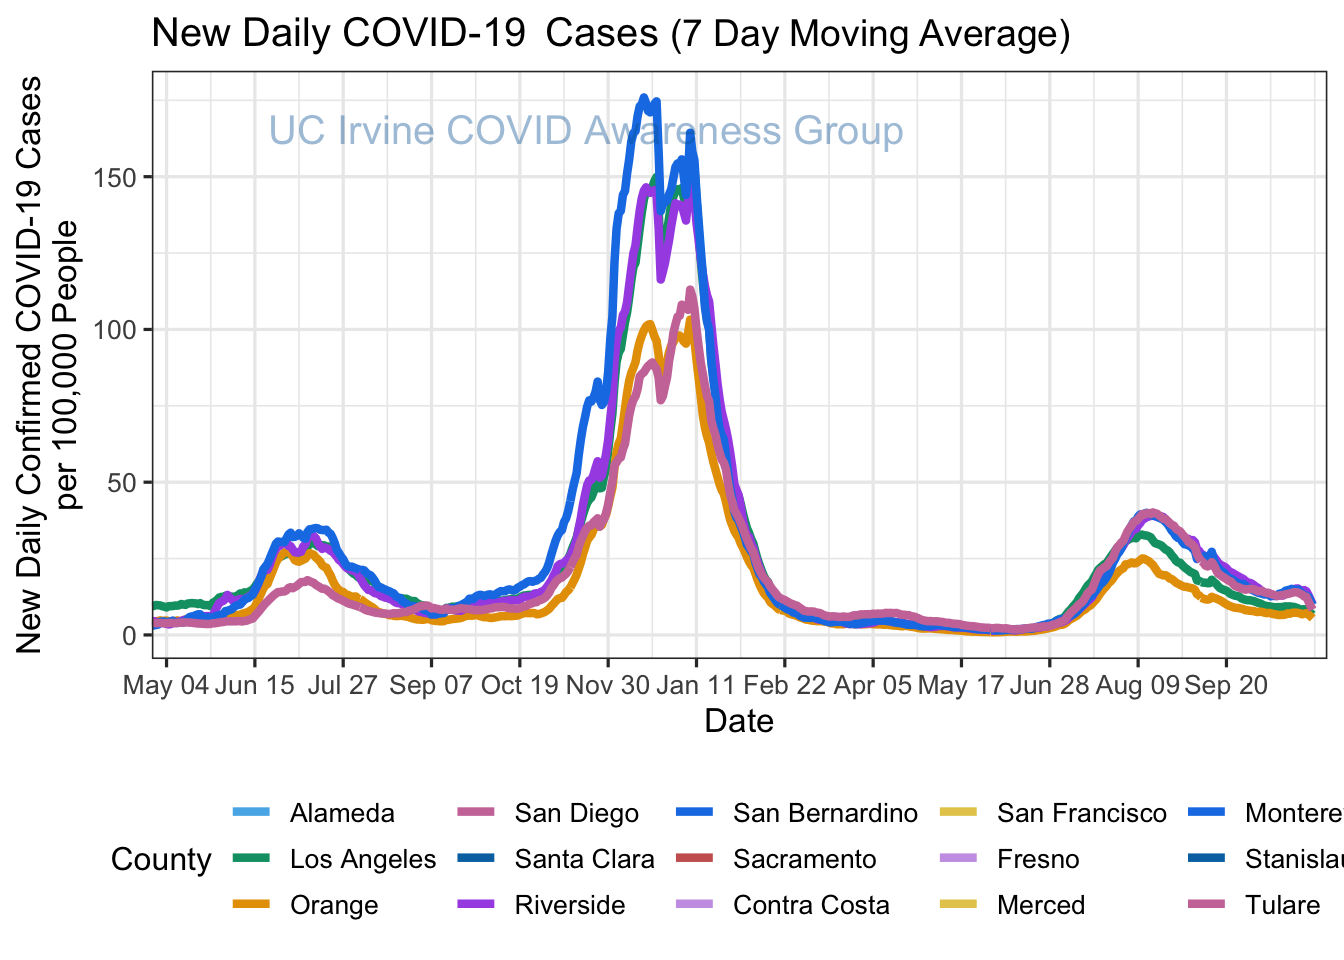 New Daily COVID-19 Cases (7 Day Moving Average)
UC Irvine COVID Awareness Group
New Daily Confirmed COVID-19 Cases
per 100,000 People
150
100
50
0
May 04 Jun 15 Jul 27 Sep 07 Oct 19 Nov 30 Jan 11 Feb 22 Apr 05 May 17 Jun 28 Aug 09 Sep 20
Date
Alameda San Diego San Bernardino San Francisco Montere
County Los Angeles Santa Clara Sacramento Fresno Stanislau
Orange Riverside Contra Costa Merced Tulare